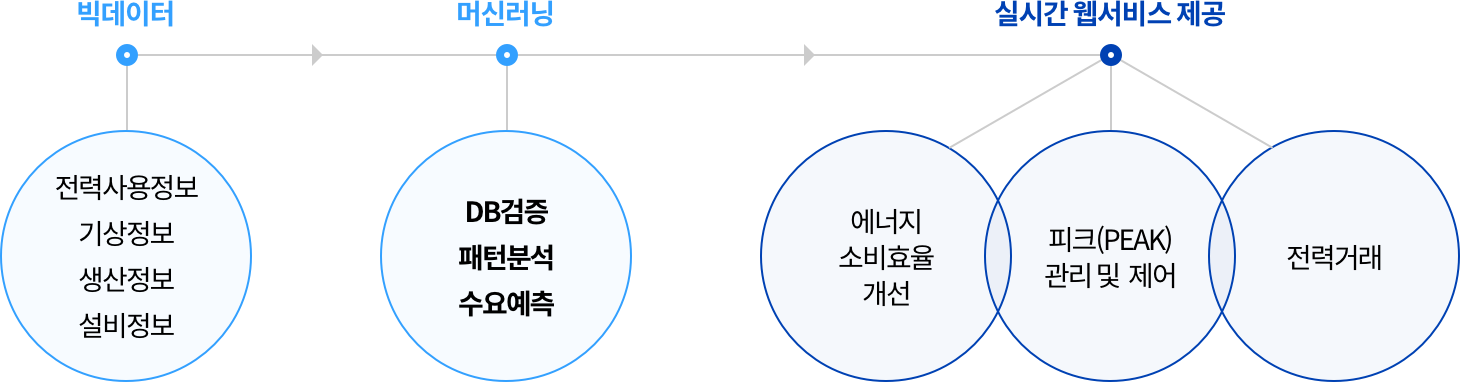 빅데이터
머신러닝
실시간 웹서비스 제공
전력사용정보
기상정보
생산정보
설비정보
DB검증
패턴분석
수요예측
에너지
소비효율
개선
피크(PEAK)
관리 및 제어
전력거래